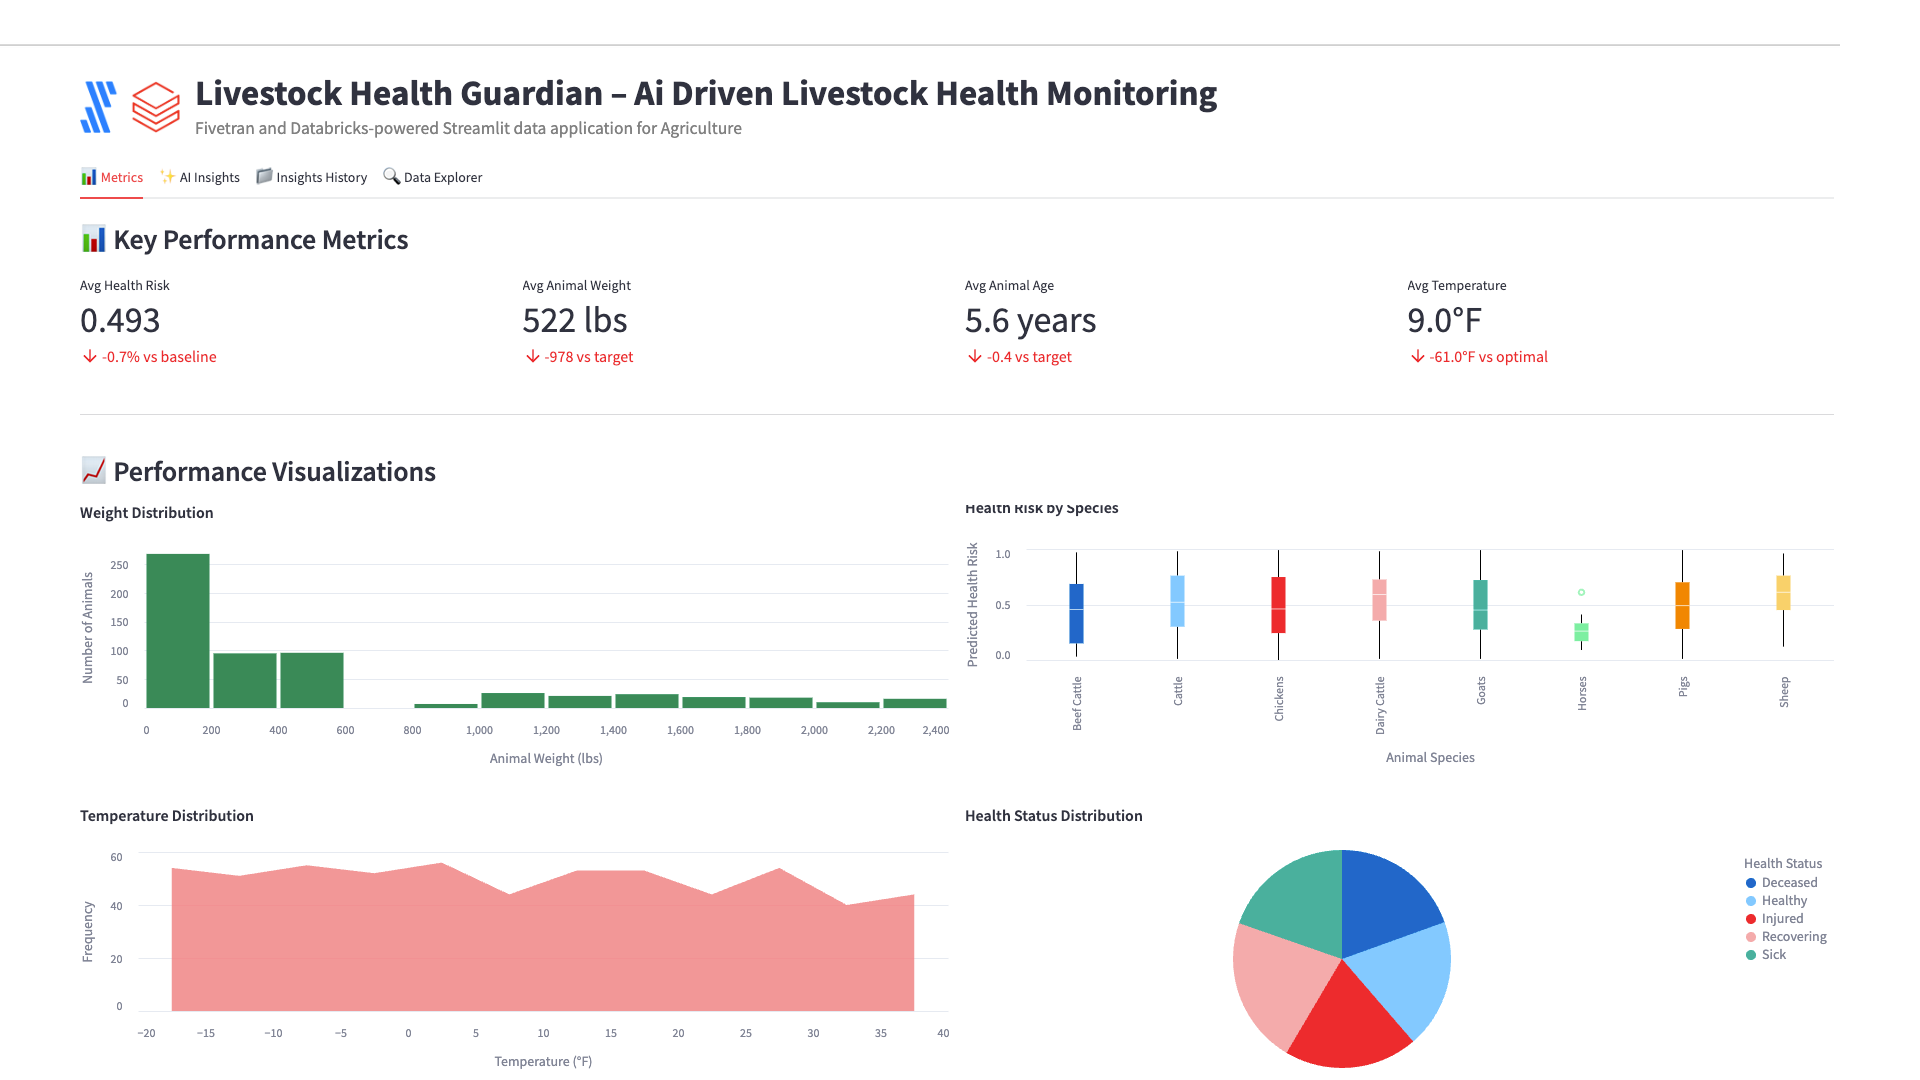 Livestock Health Guardian – Ai Driven Livestock Health Monitoring
Fivetran and Databricks-powered Streamlit data application for Agriculture
Metrics
AI Insights
Insights History
Data Explorer
Key Performance Metrics
Avg Health Risk
0.493
-0.7% vs baseline
Avg Animal Weight
522 lbs
-978 vs target
Avg Animal Age
5.6 years
-0.4 vs target
Avg Temperature
9.0°F
-61.0°F vs optimal
Performance Visualizations
Weight Distribution
Number of Animals
250
200
150
100
50
0
0
200
400
600
800
1,000
1,200
1,400
1,600
1,800
2,000
2,200
2,400
Animal Weight (lbs)
Health Risk by Species
Predicted Health Risk
1.0
0.5
0.0
Beef Cattle
Cattle
Chickens
Dairy Cattle
Goats
Horses
Pigs
Sheep
Animal Species
Temperature Distribution
Frequency
60
40
20
0
−20
−15
−10
−5
0
5
10
15
20
25
30
35
40
Temperature (°F)
Health Status Distribution
Health Status
Deceased
Healthy
Injured
Recovering
Sick